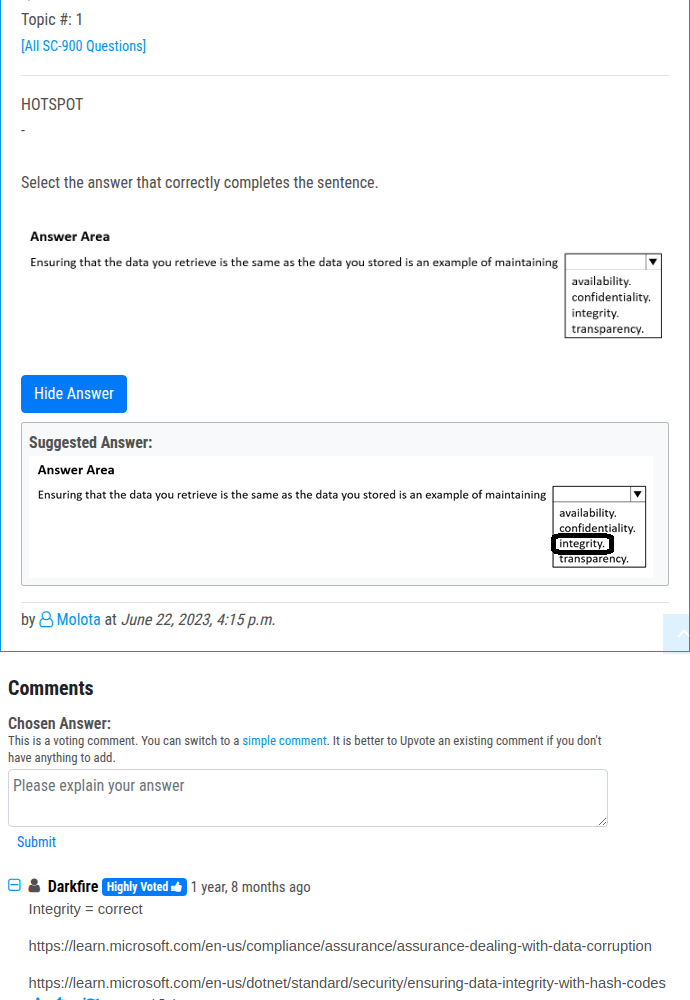 Topic #: 1
[All SC-900 Questions]
HOTSPOT
-
Select the answer that correctly completes the sentence.
Answer Area
Ensuring that the data you retrieve is the same as the data you stored is an example of maintaining
availability.
confidentiality.
integrity.
transparency.
Hide Answer
Suggested Answer:
Answer Area
Ensuring that the data you retrieve is the same as the data you stored is an example of maintaining
availability.
confidentiality.
integrity.
transparency.
by Molota at June 22, 2023, 4:15 p.m.
Comments
Chosen Answer:
This is a voting comment. You can switch to a simple comment. It is better to Upvote an existing comment if you don't
have anything to add.
Please explain your answer
Submit
Darkfire Highly Voted 1 year, 8 months ago
Integrity = correct
https://learn.microsoft.com/en-us/compliance/assurance/assurance-dealing-with-data-corruption
https://learn.microsoft.com/en-us/dotnet/standard/security/ensuring-data-integrity-with-hash-codes